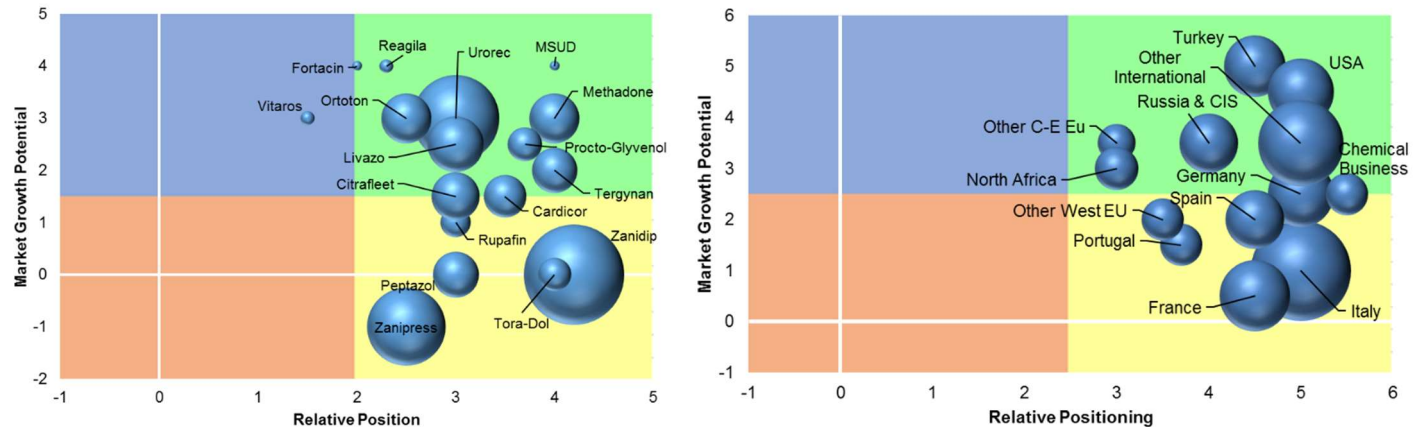 5
4
3
2
1
0
-1
-2
Market Growth Potential
Reagila
Urorec
MSUD
Fortacin
Vitaros
Ortoton
Methadone
Livazo
Procto-Glyvenol
Citrafleet
Tergynan
Cardicor
Rupafin
Zanidip
Peptazol
Tora-Dol
Zanipress
-1
0
1
2
3
4
5
Relative Position
6
5
4
3
2
1
0
-1
Market Growth Potential
Turkey
Other
International
USA
Russia & CIS
Other C-E Eu
Chemical
Business
North Africa
Germany
Other West EU
Spain
Portugal
France
Italy
-1
0
1
2
3
4
5
6
Relative Positioning